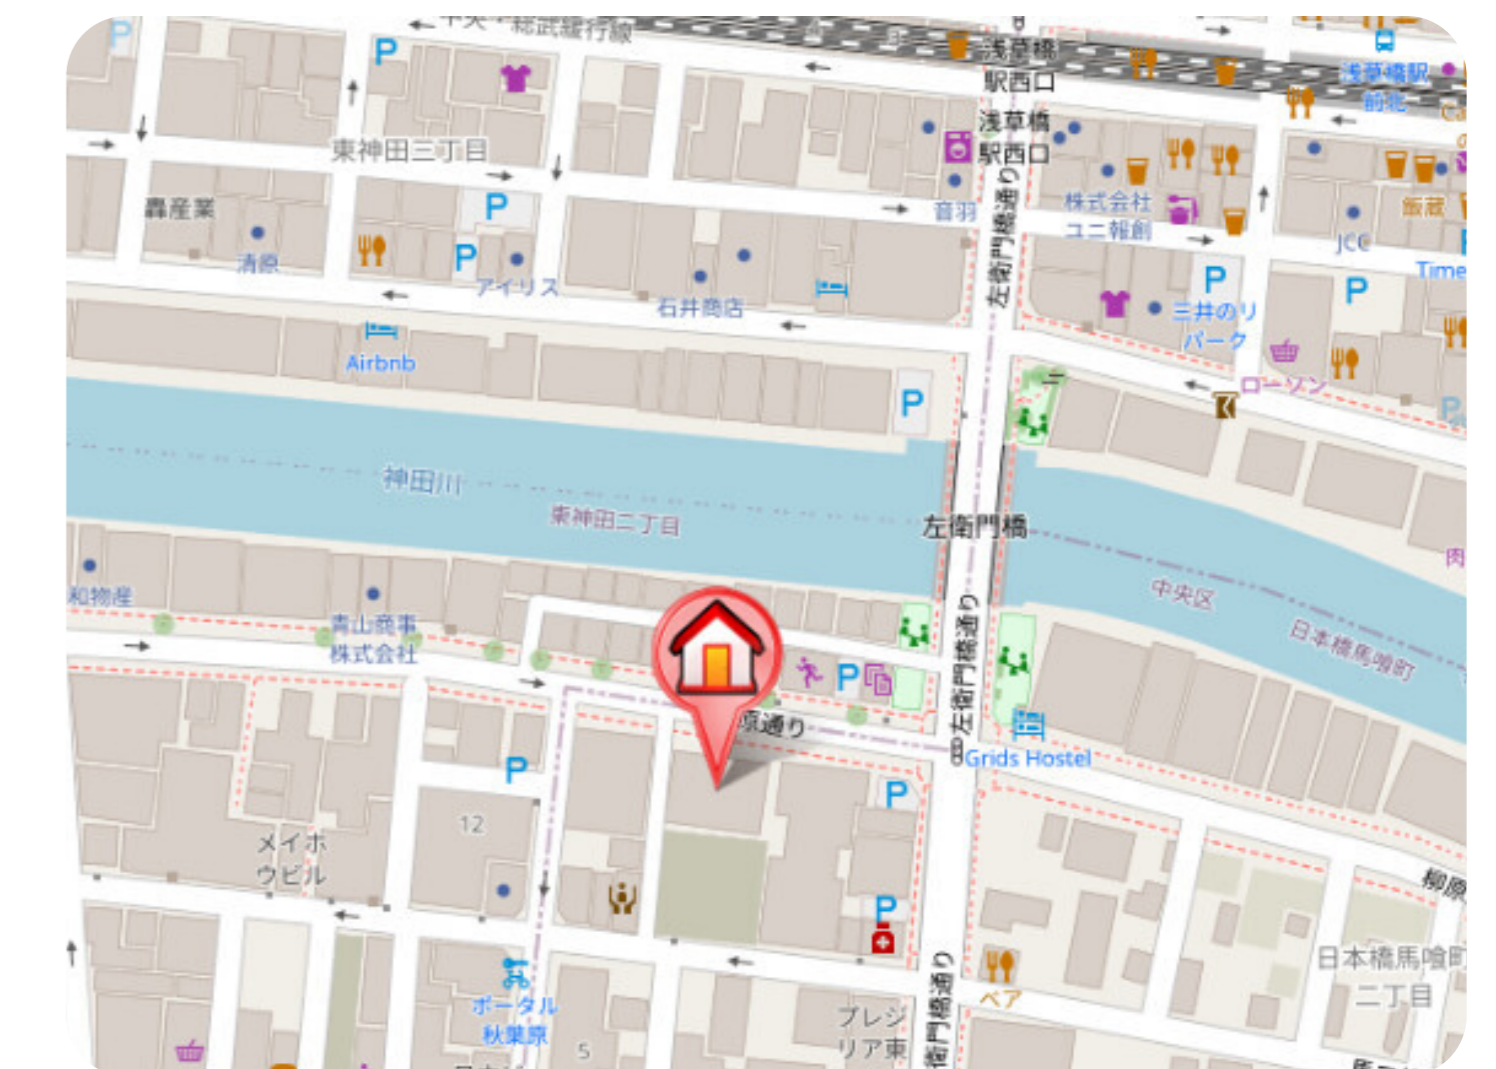 P
中央・総武緩行線
P
浅草橋
駅西口
浅草橋駅
前北
浅草橋
駅西口
東神田三丁目
P
轟産業
音羽
株式会社
ユニ報創
飯蔵
JCC
左衛門橋通り
清原
P
アイリス
石井商店
P
Time
P
三井のリ
パーク
Airbnb
ローソン
P
P
神田川
東神田二丁目
左衛門橋
肉
中央区
日本橋馬喰町
和物産
青山商事
株式会社
左衛門橋通り
P
原通り
Grids Hostel
P
P
12
メイホ
ウビル
柳原
P
日本橋馬喰町
二丁目
ベア
ポータル
秋葉原
プレジ
リア東
衛門橋通り
5